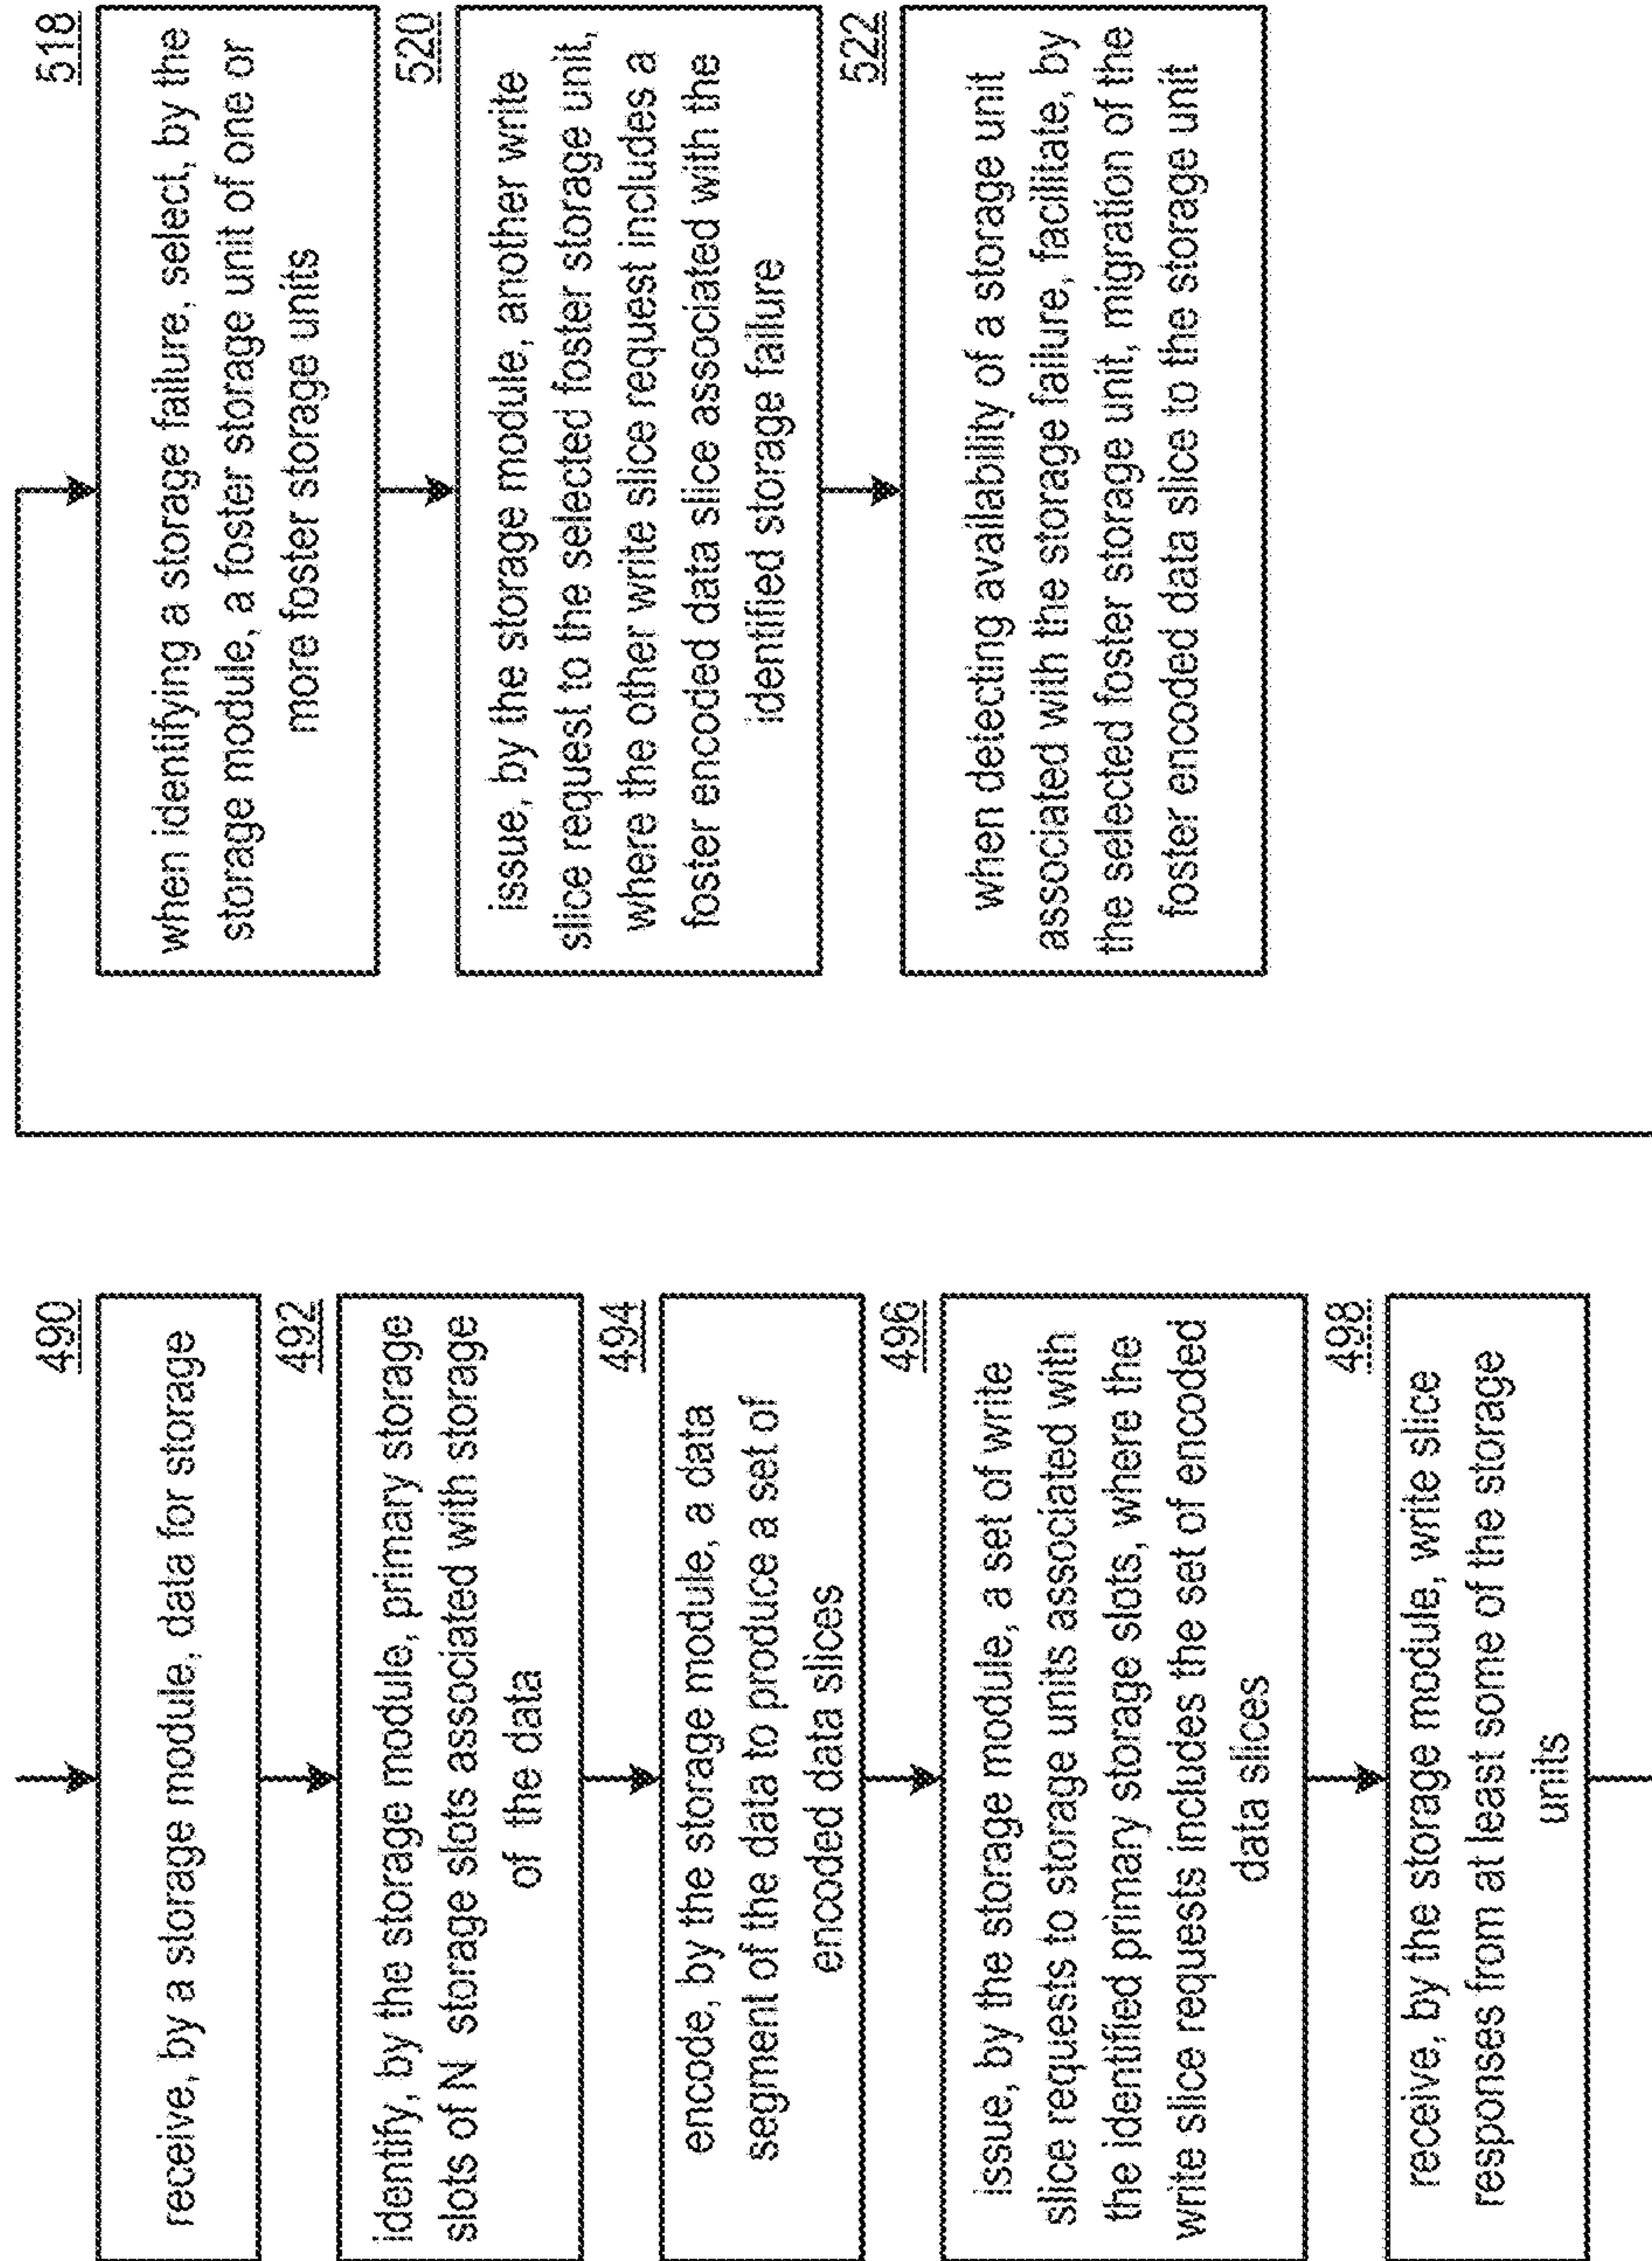 490
receive, by a storage module, data for storage
492
identify, by the storage module, primary storage
slots of N storage slots associated with storage
of the data
494
encode, by the storage module, a data
segment of the data to produce a set of
encoded data slices
496
issue, by the storage module, a set of write
slice requests to storage units associated with
the identified primary storage slots, where the
write slice requests includes the set of encoded
data slices
498
receive, by the storage module, write slice
responses from at least some of the storage
units
518
when identifying a storage failure, select, by the
storage module, a foster storage unit of one or
more foster storage units
520
issue, by the storage module, another write
slice request to the selected foster storage unit,
where the other write slice request includes a
foster encoded data slice associated with the
identified storage failure
522
when detecting availability of a storage unit
associated with the storage failure, facilitate, by
the selected foster storage unit, migration of the
foster encoded data slice to the storage unit